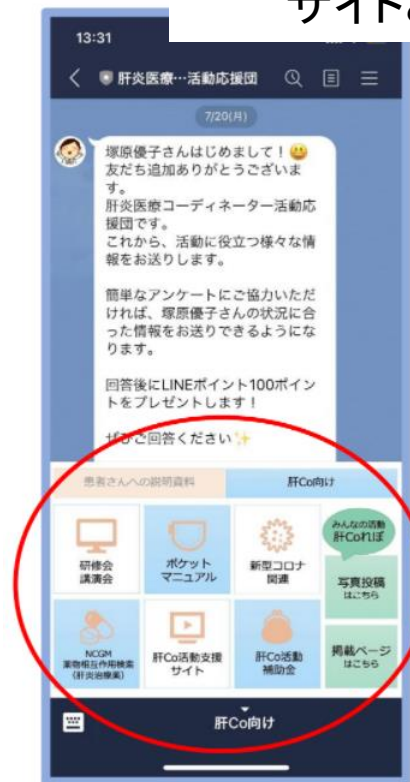 サイト
13:31
肝炎医療…活動応援団
7/20(月)
塚原優子さんはじめまして!😃
友だち追加ありがとうございま
す。
肝炎医療コーディネーター活動応
援団です。
これから、活動に役立つ様々な情
報をお送りします。
簡単なアンケートにご協力いただ
ければ、塚原優子さんの状況に合
った情報をお送りできるようにな
ります。
回答後にLINEポイント100ポイン
トをプレゼントします!
ぜひご回答ください✨
患者さんへの説明資料
肝Co向け
研修会
講演会
ポケット
マニュアル
新型コロナ
関連
みんなの活動
肝Coれぽ
写真投稿
はこちら
NCGM
薬物相互作用検索
(肝炎治療薬)
肝Co活動支援
サイト
肝Co活動
補助金
掲載ページ
はこちら
肝Co向け